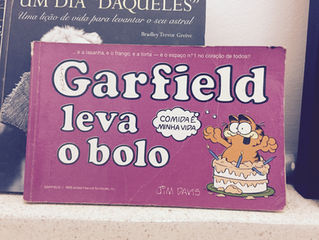 UM DIA "DAQUELES"
Uma lição de vida para levantar o seu astral
Bradley Trevor Greive
... e a lasanha, e o frango, e a torta — e o espaço n.º 1 no coração de todos!!
Garfield
leva
o bolo
COMIDA É
MINHA VIDA
JIM DAVIS